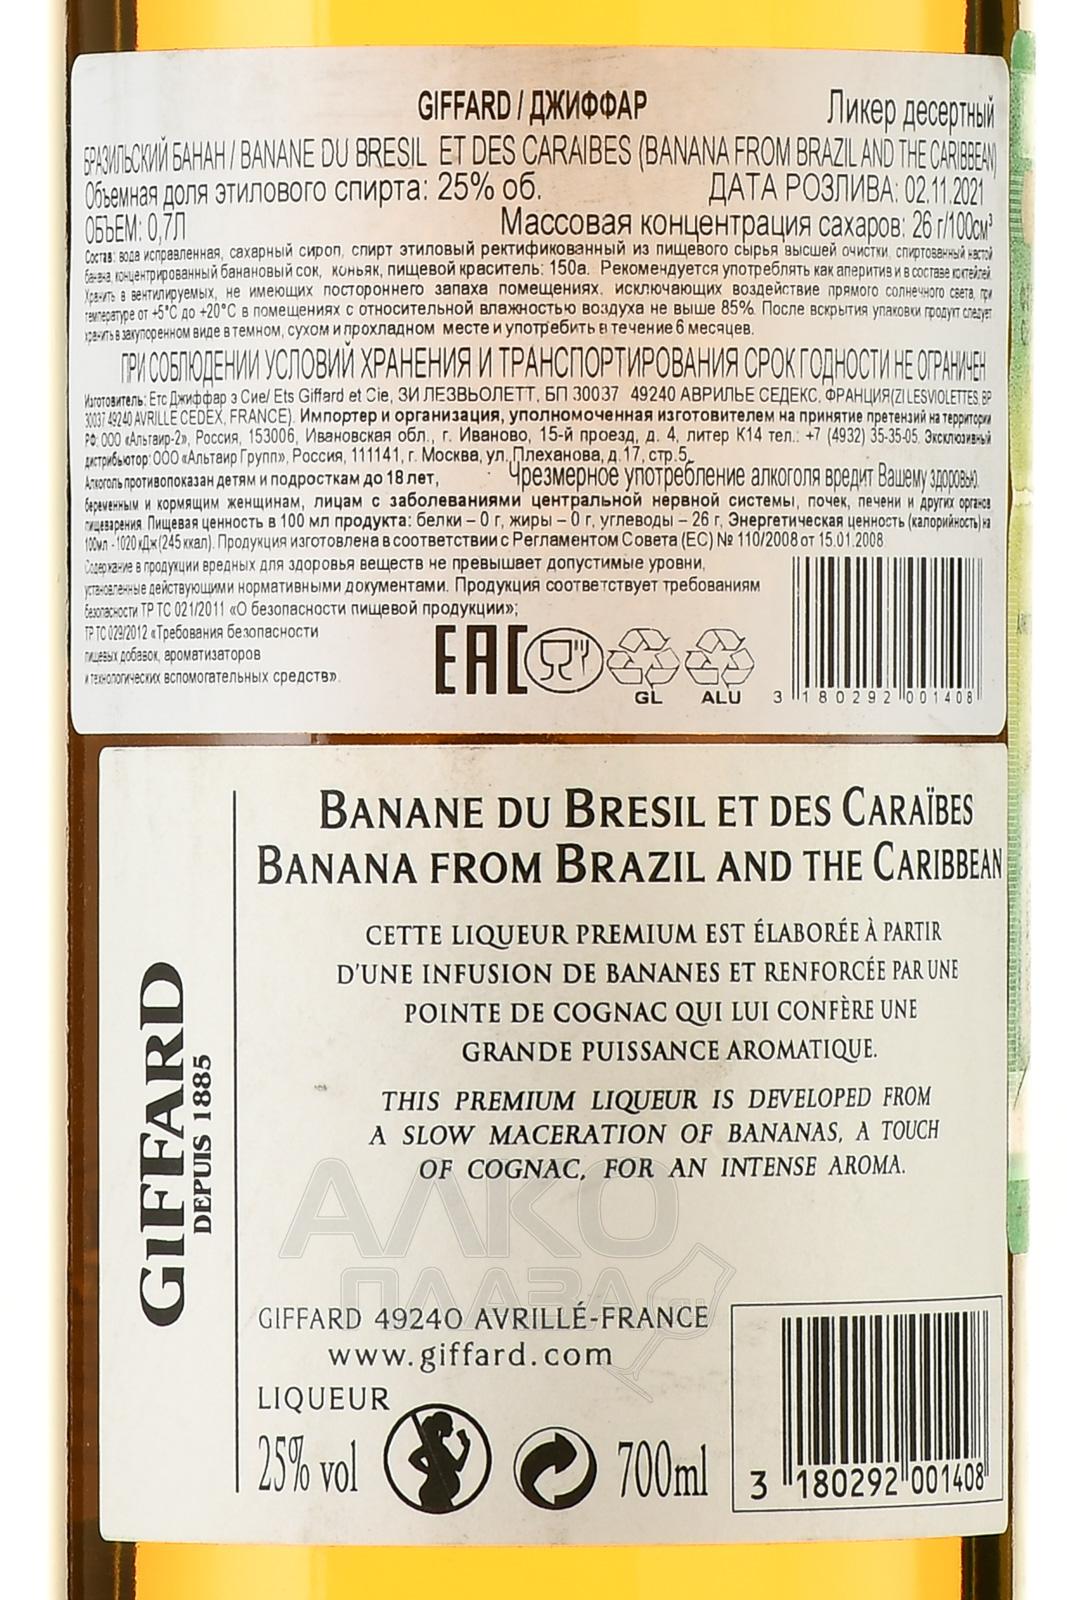 GIFFARD / ДЖИФФАР Ликер десертный
БРАЗИЛЬСКИЙ БАНАН / BANANE DU BRESIL ET DES CARAIBES (BANANA FROM BRAZIL AND THE CARIBBEAN)
Объемная доля этилового спирта: 25% об. ДАТА РОЗЛИВА: 02.11.2021
ОБЪЕМ: 0,7Л Массовая концентрация сахаров: 26 г/100см³
Состав: вода исправленная, сахарный сироп, спирт этиловый ректификованный из пищевого сырья высшей очистки, спиртованный настой
банана, концентрированный банановый сок, коньяк, пищевой краситель: 150а. Рекомендуется употреблять как аперитив и в составе коктейлей.
Хранить в вентилируемых, не имеющих постороннего запаха помещениях, исключающих воздействие прямого солнечного света, при
температуре от +5°С до +20°С в помещениях с относительной влажностью воздуха не выше 85%. После вскрытия упаковки продукт следует
хранить в закупоренном виде в темном, сухом и прохладном месте и употребить в течение 6 месяцев.
ПРИ СОБЛЮДЕНИИ УСЛОВИЙ ХРАНЕНИЯ И ТРАНСПОРТИРОВАНИЯ СРОК ГОДНОСТИ НЕ ОГРАНИЧЕН
Изготовитель: Етс Джиффар э Сие/ Ets Giffard et Cie, ЗИ ЛЕЗВЬОЛЕТТ, БП 30037 49240 АВРИЛЬЕ СЕДЕКС, ФРАНЦИЯ(ZI LESVIOLETTES, BP
30037 49240 AVRILLE CEDEX, FRANCE). Импортер и организация, уполномоченная изготовителем на принятие претензий на территории
РФ: ООО «Альтаир-2», Россия, 153006, Ивановская обл., г. Иваново, 15-й проезд, д. 4, литер К14 тел.: +7 (4932) 35-35-05. Эксклюзивный
дистрибьютор: ООО «Альтаир Групп», Россия, 111141, г. Москва, ул. Плеханова, д. 17, стр.5.
Алкоголь противопоказан детям и подросткам до 18 лет, Чрезмерное употребление алкоголя вредит Вашему здоровью.
беременным и кормящим женщинам, лицам с заболеваниями центральной нервной системы, почек, печени и других органов
пищеварения. Пищевая ценность в 100 мл продукта: белки – 0 г, жиры – 0 г, углеводы – 26 г, Энергетическая ценность (калорийность) на
100мл - 1020 кДж (245 ккал). Продукция изготовлена в соответствии с Регламентом Совета (ЕС) № 110/2008 от 15.01.2008
Содержание в продукции вредных для здоровья веществ не превышает допустимые уровни,
установленные действующими нормативными документами. Продукция соответствует требованиям
безопасности ТР ТС 021/2011 «О безопасности пищевой продукции»;
ТР ТС 029/2012 «Требования безопасности
пищевых добавок, ароматизаторов
и технологических вспомогательных средств».
EAC
GL ALU 3 180292 001408
BANANE DU BRESIL ET DES CARAÏBES
BANANA FROM BRAZIL AND THE CARIBBEAN
CETTE LIQUEUR PREMIUM EST ÉLABORÉE À PARTIR
D'UNE INFUSION DE BANANES ET RENFORCÉE PAR UNE
POINTE DE COGNAC QUI LUI CONFÈRE UNE
GRANDE PUISSANCE AROMATIQUE.
THIS PREMIUM LIQUEUR IS DEVELOPED FROM
A SLOW MACERATION OF BANANAS, A TOUCH
OF COGNAC, FOR AN INTENSE AROMA.
GIFFARD
DEPUIS 1885
АЛКО
ПЛАЗА
GIFFARD 49240 AVRILLÉ-FRANCE
www.giffard.com
LIQUEUR
25% vol 700ml
3 180292 001408